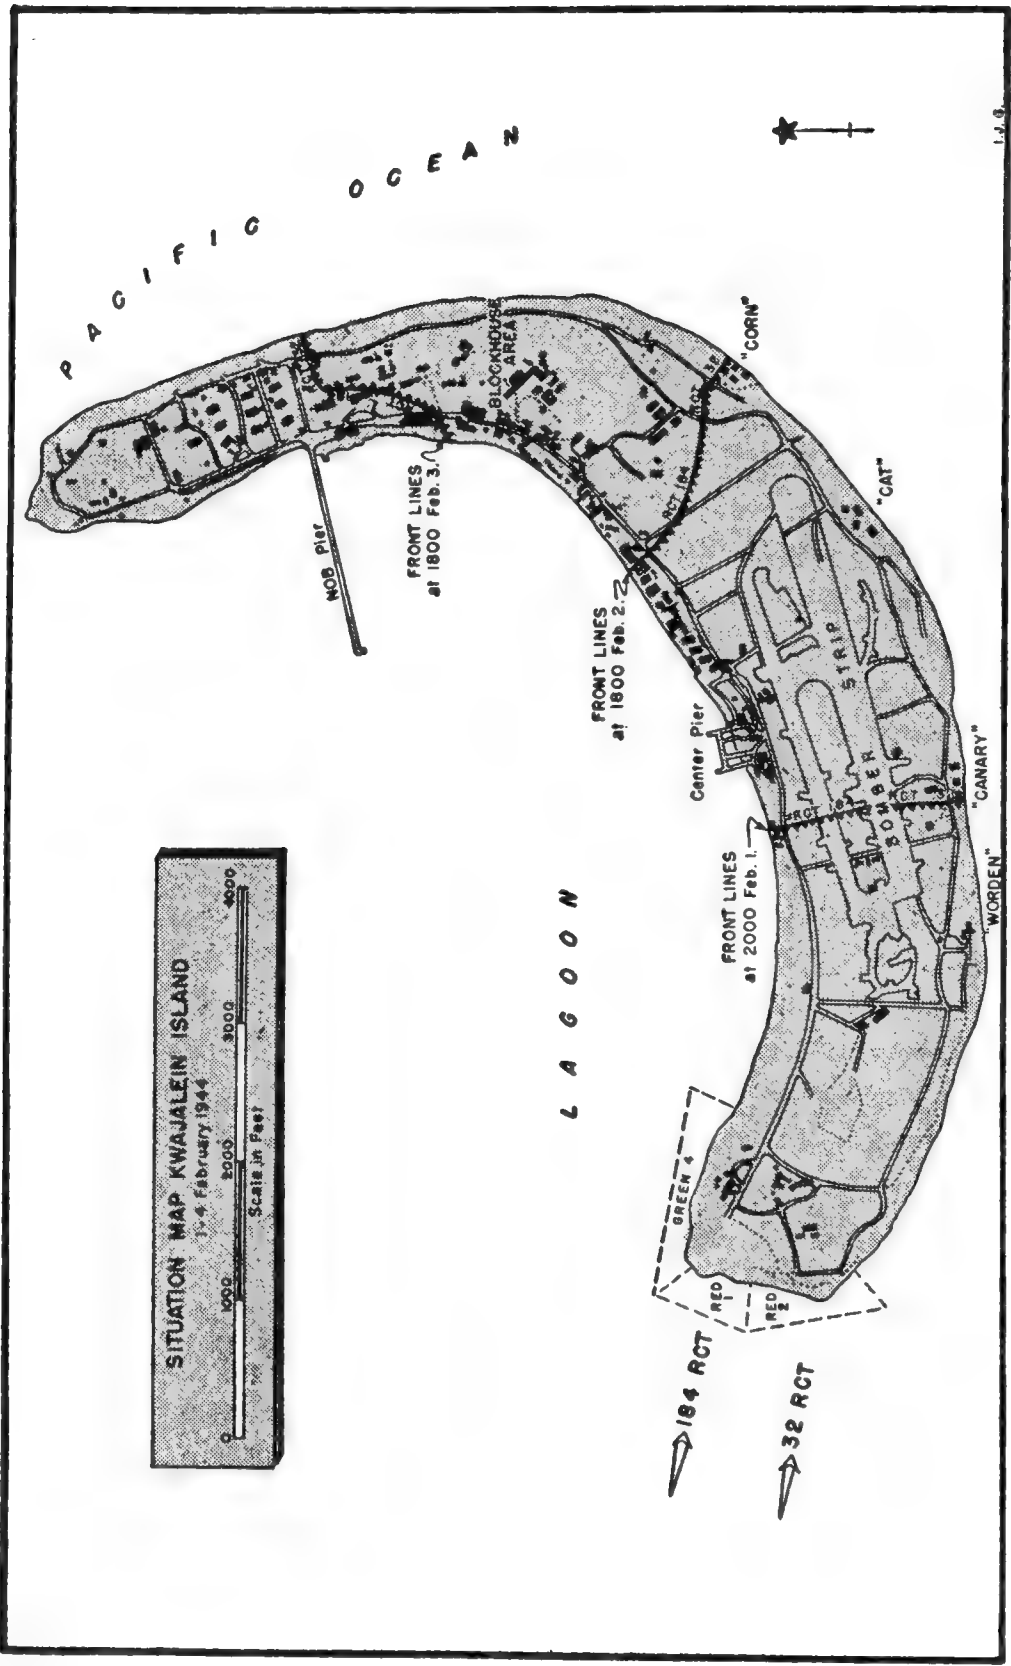 SITUATION MAP KWAJALEIN ISLAND
1-4 February 1944
0 1000 2000 3000 4000
Scale in Feet
PACIFIC OCEAN
LAGOON
NOB Pier
FRONT LINES
at 1800 Feb. 3.
BLOCKHOUSE
AREA
FRONT LINES
at 1800 Feb. 2.
RCT 184
RCT 32
"CORN"
"CAT"
Center Pier
BOMBER STRIP
FRONT LINES
at 2000 Feb. 1.
RCT
RCT
"CANARY"
"WORDEN"
GREEN 4
RED
1
RED
2
184 RCT
32 RCT